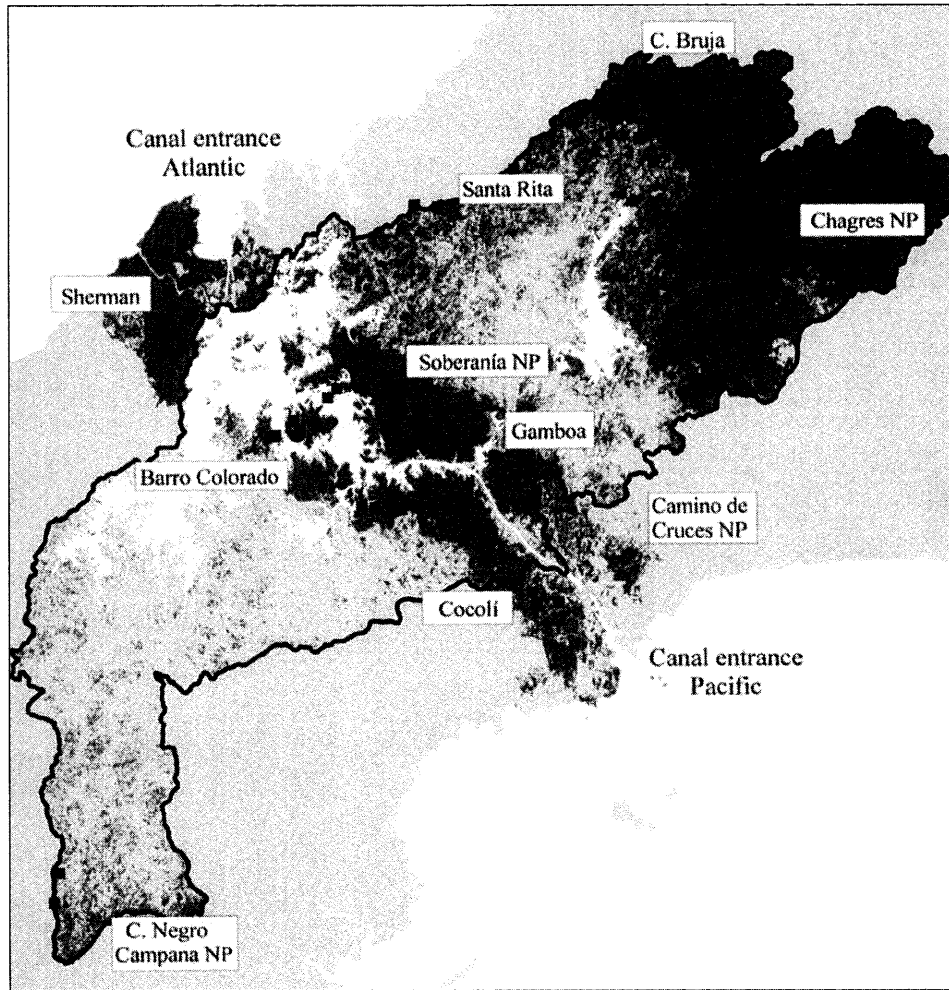 C. Bruja
Canal entrance
Atlantic
Santa Rita
Chagres NP
Sherman
Soberanía NP
Gamboa
Barro Colorado
Camino de
Cruces NP
Cocolí
Canal entrance
Pacific
C. Negro
Campana NP